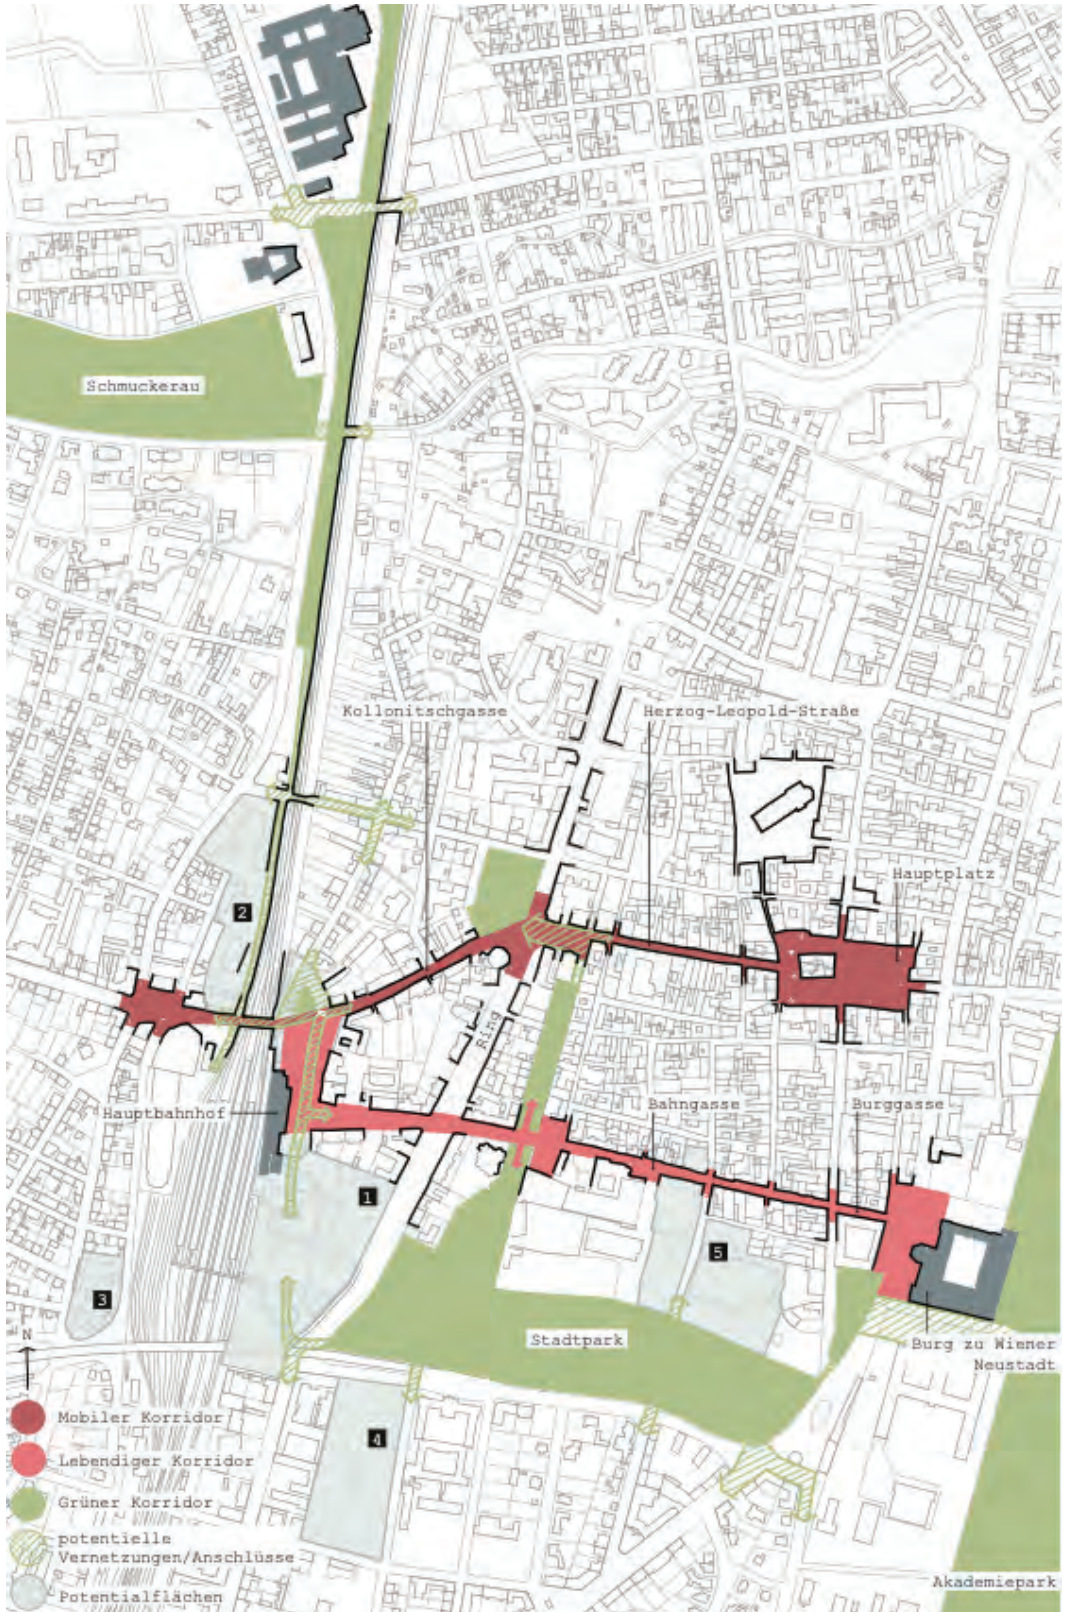 Schmuckerau
Kollonitschgasse
Herzog-Leopold-Straße
Hauptplatz
2
Ring
Hauptbahnhof
Bahngasse
Burggasse
1
5
3
N
Stadtpark
Burg zu Wiener
Neustadt
4
Mobiler Korridor
Lebendiger Korridor
Grüner Korridor
potentielle
Vernetzungen/Anschlüsse
Potentialflächen
Akademiepark